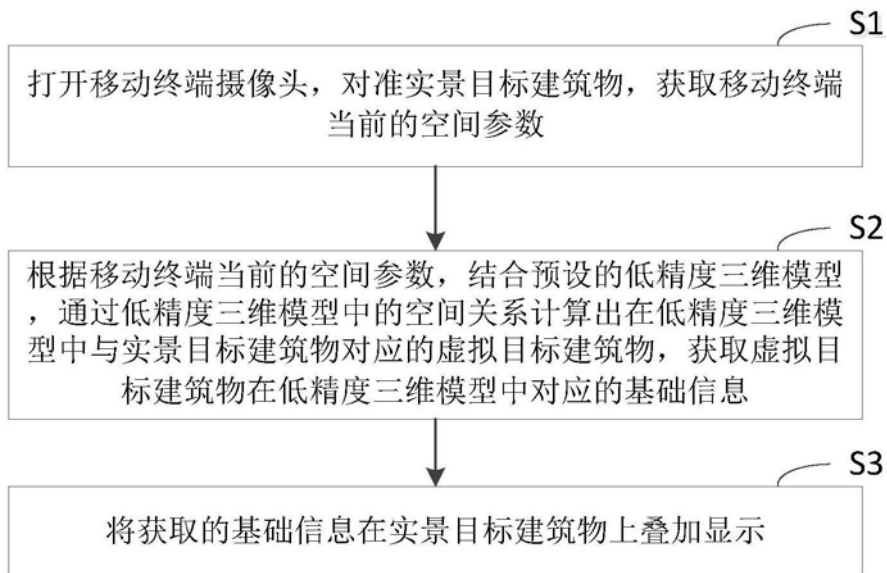 S1
打开移动终端摄像头，对准实景目标建筑物，获取移动终端
当前的空间参数
S2
根据移动终端当前的空间参数，结合预设的低精度三维模型
，通过低精度三维模型中的空间关系计算出在低精度三维模
型中与实景目标建筑物对应的虚拟目标建筑物，获取虚拟目
标建筑物在低精度三维模型中对应的基础信息
S3
将获取的基础信息在实景目标建筑物上叠加显示